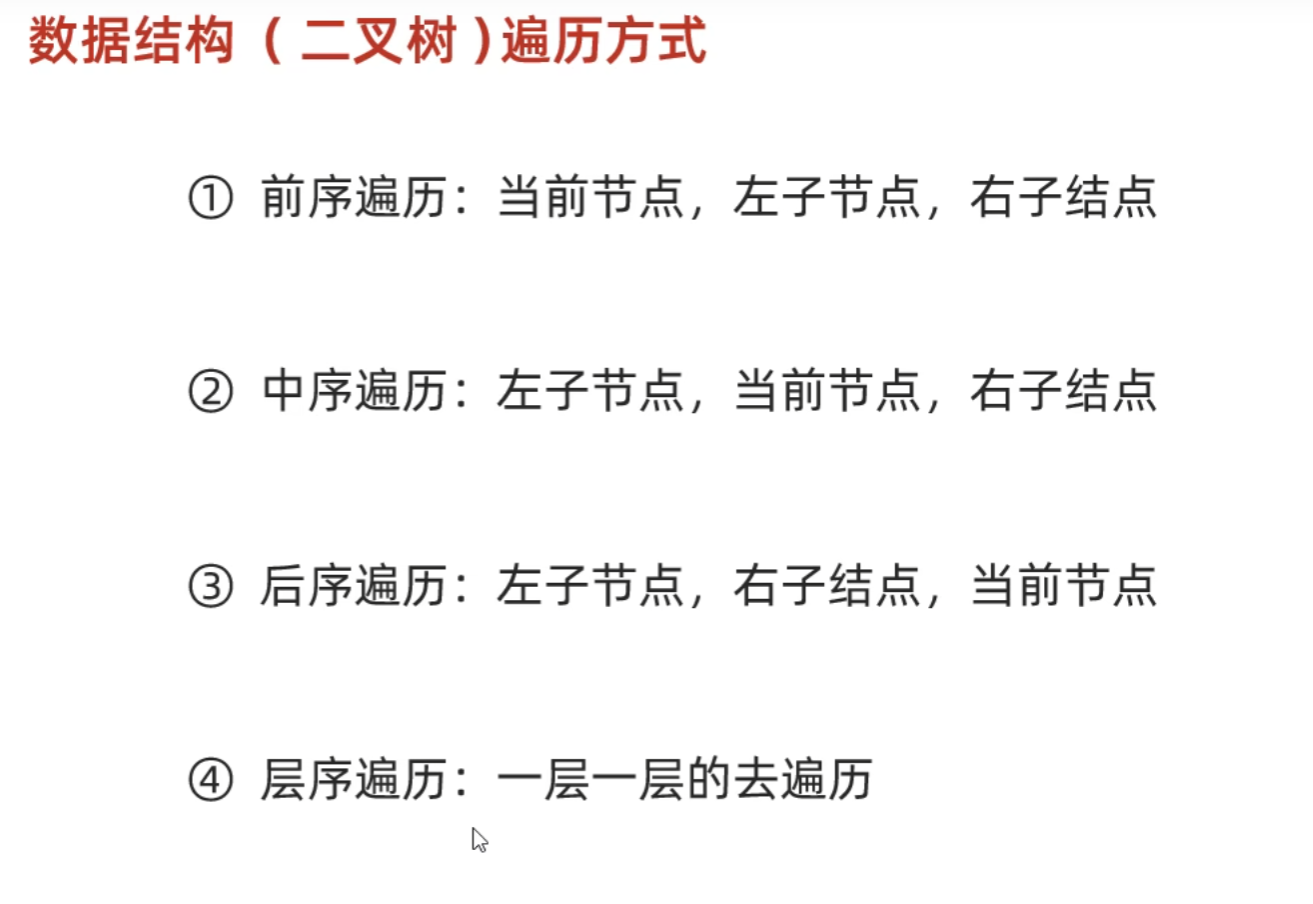 数据结构（二叉树)遍历方式
① 前序遍历：当前节点，左子节点，右子结点
② 中序遍历：左子节点，当前节点，右子结点
③ 后序遍历：左子节点，右子结点，当前节点
④ 层序遍历：一层一层的去遍历